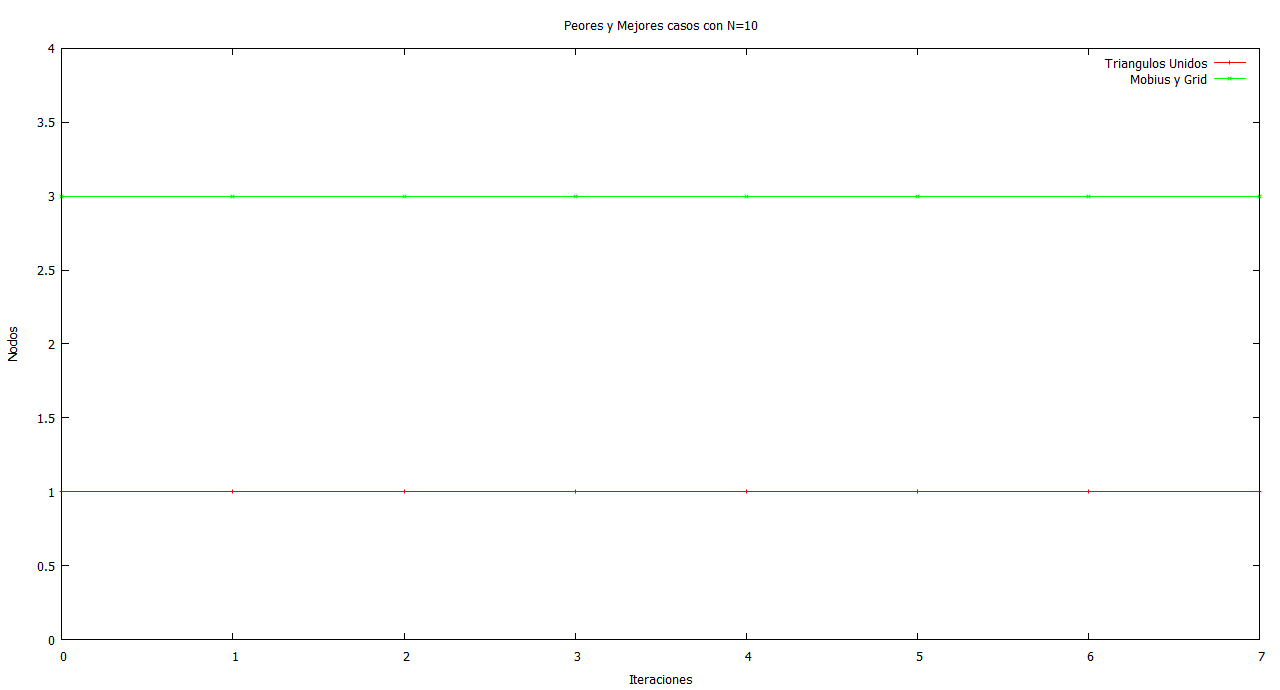 Peores y Mejores casos con N=10
Triangulos Unidos
Mobius y Grid
4
3.5
3
2.5
2
1.5
1
0.5
0
Nodos
0 1 2 3 4 5 6 7
Iteraciones